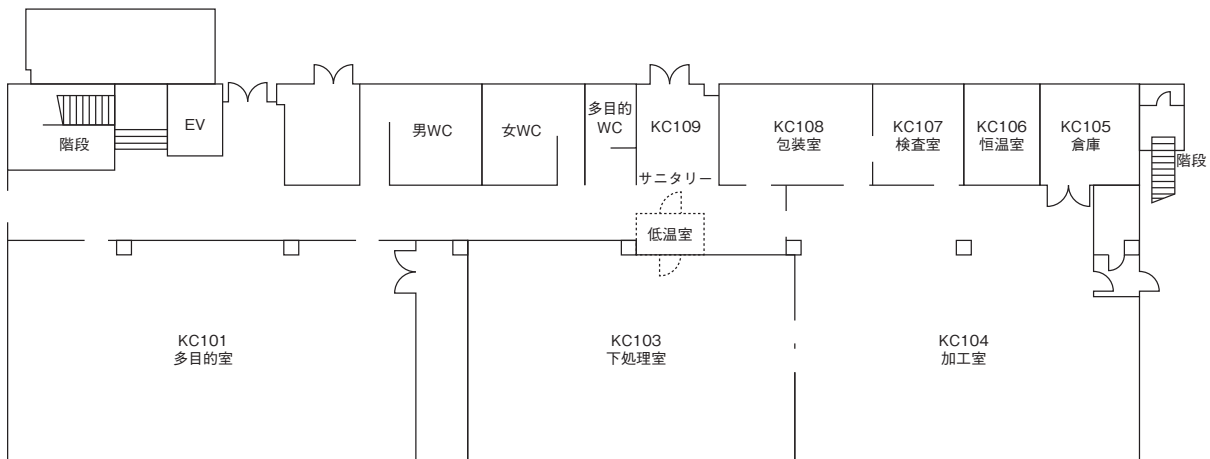 階段
EV
男WC
女WC
多目的
WC
KC109
KC108
包装室
KC107
検査室
KC106
恒温室
KC105
倉庫
階段
サニタリー
低温室
KC101
多目的室
KC103
下処理室
KC104
加工室